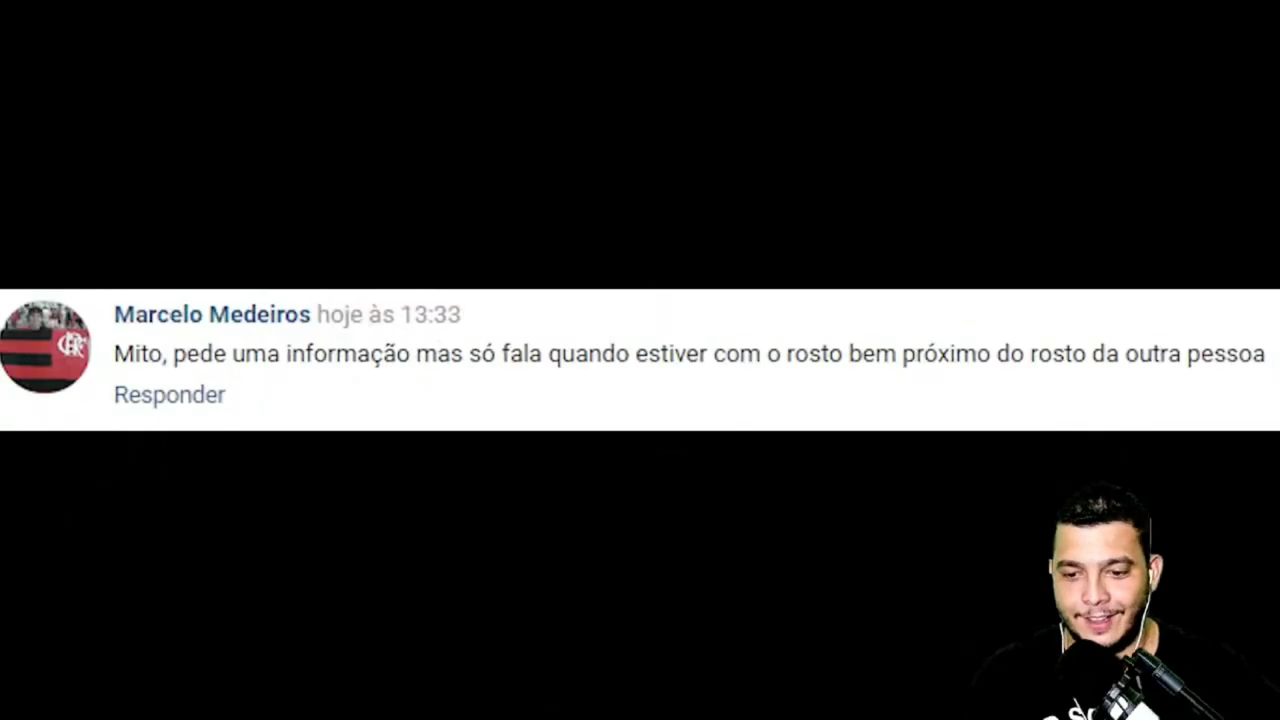 Marcelo Medeiros hoje às 13:33
Mito, pede uma informação mas só fala quando estiver com o rosto bem próximo do rosto da outra pessoa
Responder